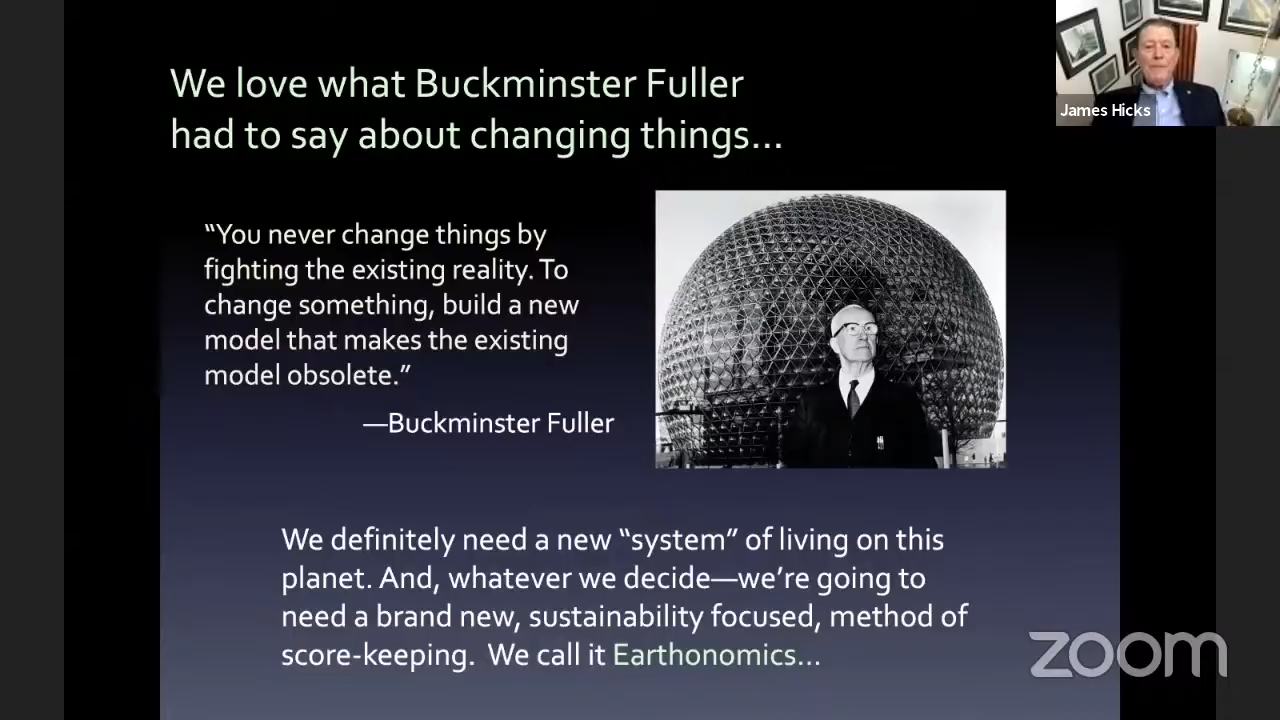 We love what Buckminster Fuller
had to say about changing things...
James Hicks
“You never change things by
fighting the existing reality. To
change something, build a new
model that makes the existing
model obsolete.”
—Buckminster Fuller
We definitely need a new “system” of living on this
planet. And, whatever we decide—we’re going to
need a brand new, sustainability focused, method of
score-keeping.  We call it Earthonomics...
zoom